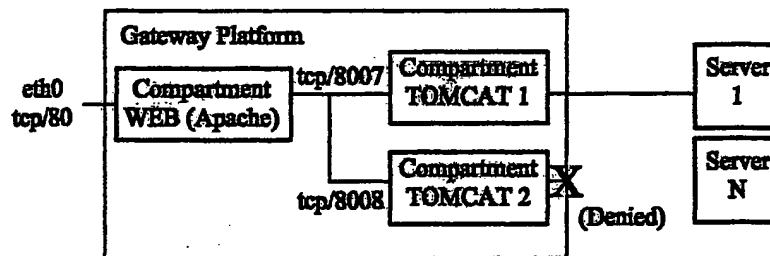 Gateway Platform
eth0
tcp/80
Compartment
WEB (Apache)
tcp/8007
Compartment
TOMCAT 1
Server
1
tcp/8008
Compartment
TOMCAT 2
X
(Denied)
Server
N